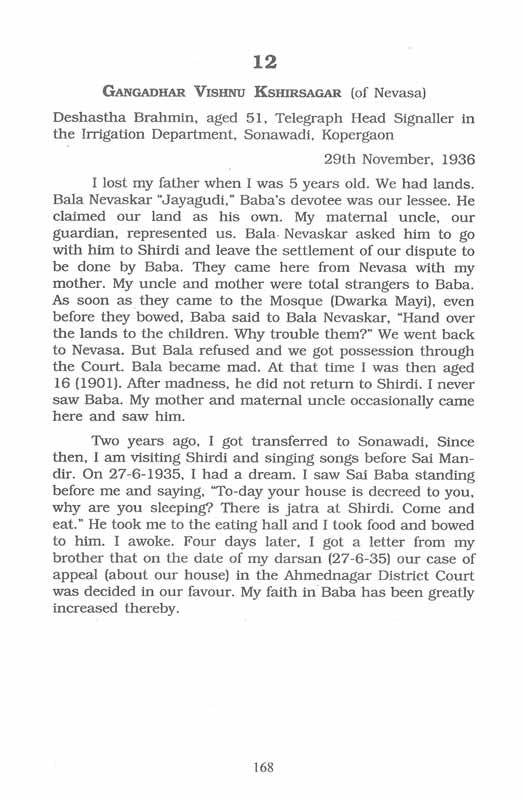 12
GANGADHAR VISHNU KSHIRSAGAR (of Nevasa)
Deshastha Brahmin, aged 51, Telegraph Head Signaller in
the Irrigation Department, Sonawadi, Kopergaon
29th November, 1936
I lost my father when I was 5 years old. We had lands.
Bala Nevaskar "Jayagudi," Baba's devotee was our lessee. He
claimed our land as his own. My maternal uncle, our
guardian, represented us. Bala Nevaskar asked him to go
with him to Shirdi and leave the settlement of our dispute to
be done by Baba. They came here from Nevasa with my
mother. My uncle and mother were total strangers to Baba.
As soon as they came to the Mosque (Dwarka Mayi), even
before they bowed, Baba said to Bala Nevaskar, "Hand over
the lands to the children. Why trouble them?" We went back
to Nevasa. But Bala refused and we got possession through
the Court. Bala became mad. At that time I was then aged
16 (1901). After madness, he did not return to Shirdi. I never
saw Baba. My mother and maternal uncle occasionally came
here and saw him.
Two years ago, I got transferred to Sonawadi, Since
then, I am visiting Shirdi and singing songs before Sai Man-
dir. On 27-6-1935, I had a dream. I saw Sai Baba standing
before me and saying, "To-day your house is decreed to you,
why are you sleeping? There is jatra at Shirdi. Come and
eat." He took me to the eating hall and I took food and bowed
to him. I awoke. Four days later, I got a letter from my
brother that on the date of my darsan (27-6-35) our case of
appeal (about our house) in the Ahmednagar District Court
was decided in our favour. My faith in Baba has been greatly
increased thereby.
168